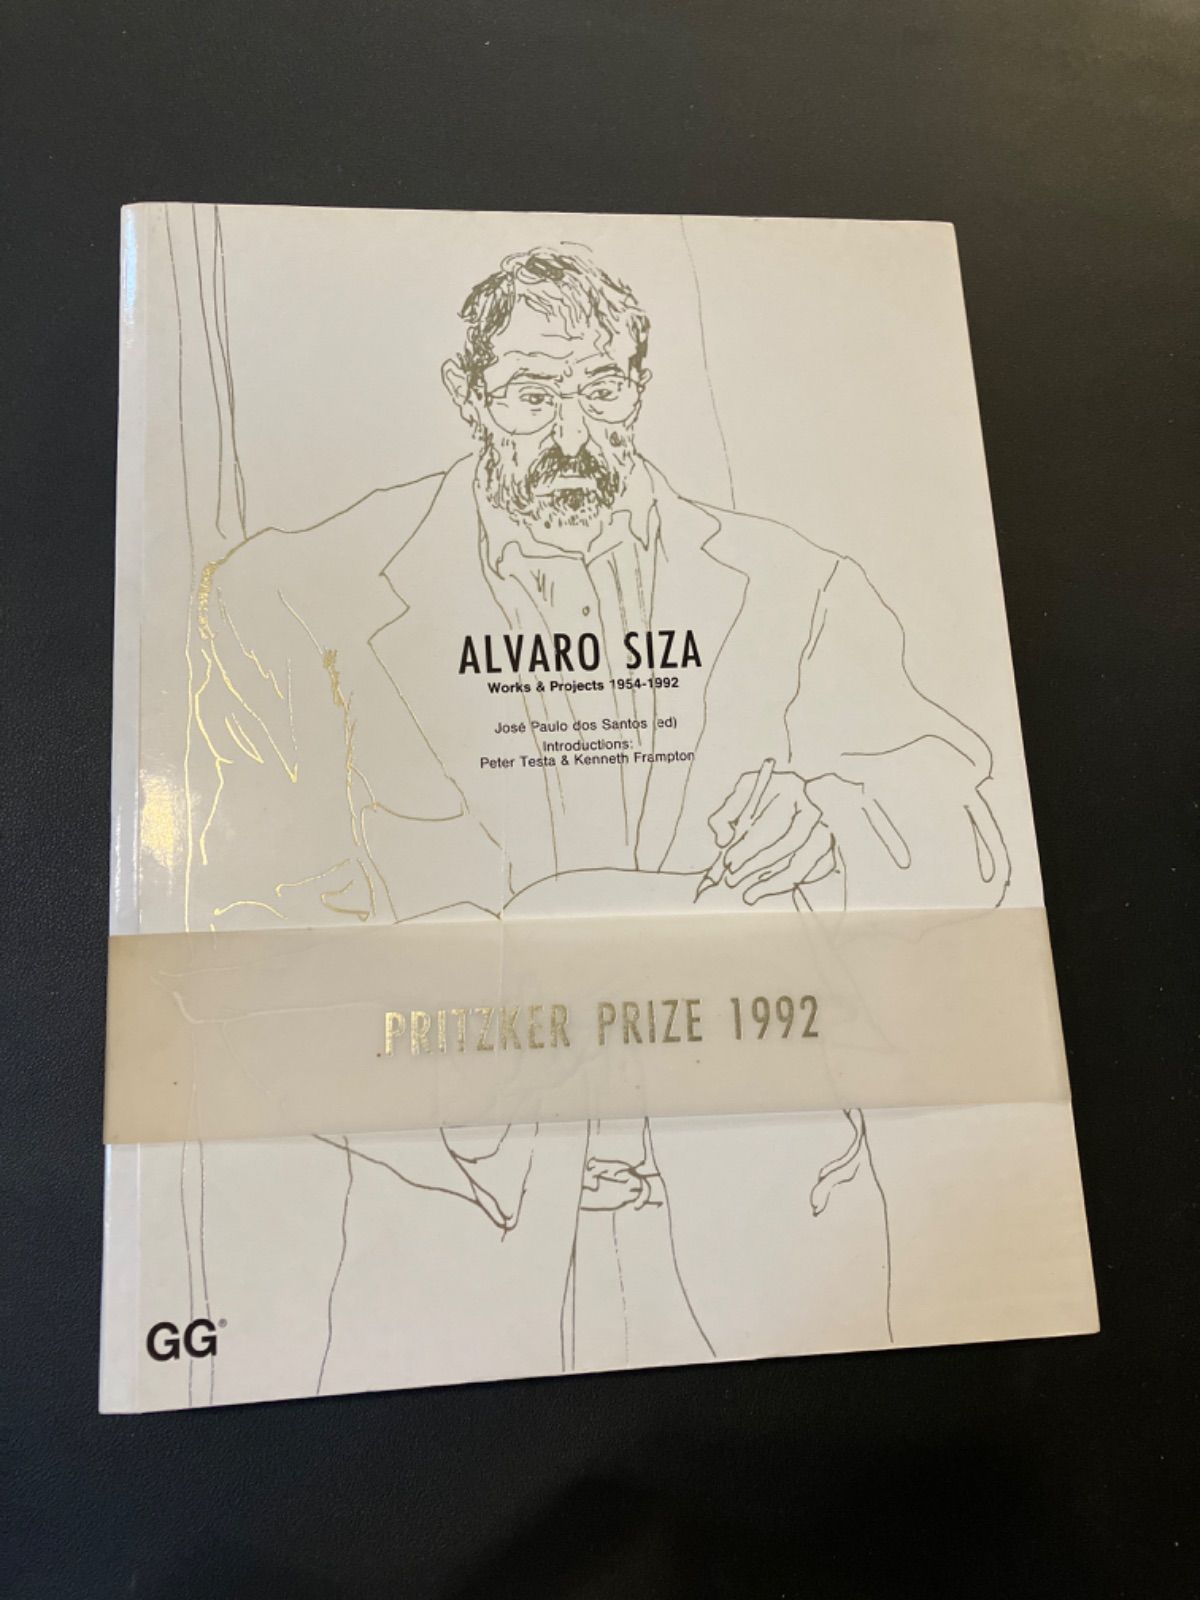 ALVARO SIZA
Works & Projects 1954-1992
José Paulo dos Santos (ed)
Introductions:
Peter Testa & Kenneth Frampton
PRITZKER PRIZE 1992
GG®